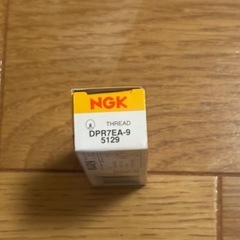 NGK
THREAD
DPR7EA-9
5129